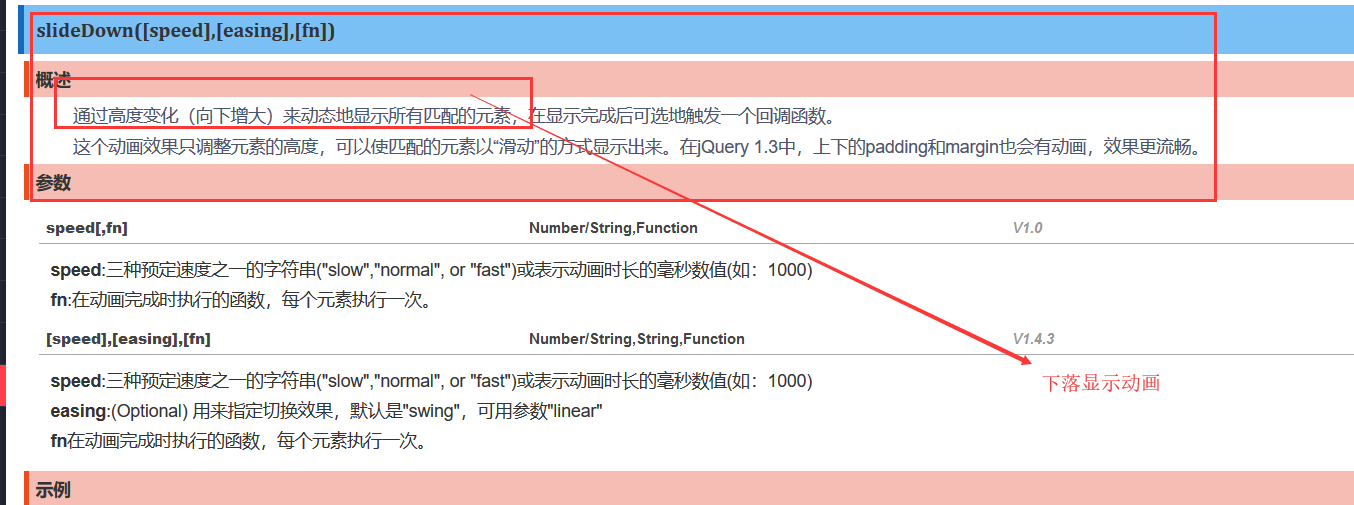 slideDown([speed],[easing],[fn])
概述
通过高度变化（向下增大）来动态地显示所有匹配的元素，在显示完成后可选地触发一个回调函数。
这个动画效果只调整元素的高度，可以使匹配的元素以“滑动”的方式显示出来。在jQuery 1.3中，上下的padding和margin也会有动画，效果更流畅。
参数
speed[,fn] Number/String,Function V1.0
speed:三种预定速度之一的字符串("slow","normal", or "fast")或表示动画时长的毫秒数值(如：1000)
fn:在动画完成时执行的函数，每个元素执行一次。
[speed],[easing],[fn] Number/String,String,Function V1.4.3
speed:三种预定速度之一的字符串("slow","normal", or "fast")或表示动画时长的毫秒数值(如：1000)
下落显示动画
easing:(Optional) 用来指定切换效果，默认是"swing"，可用参数"linear"
fn在动画完成时执行的函数，每个元素执行一次。
示例